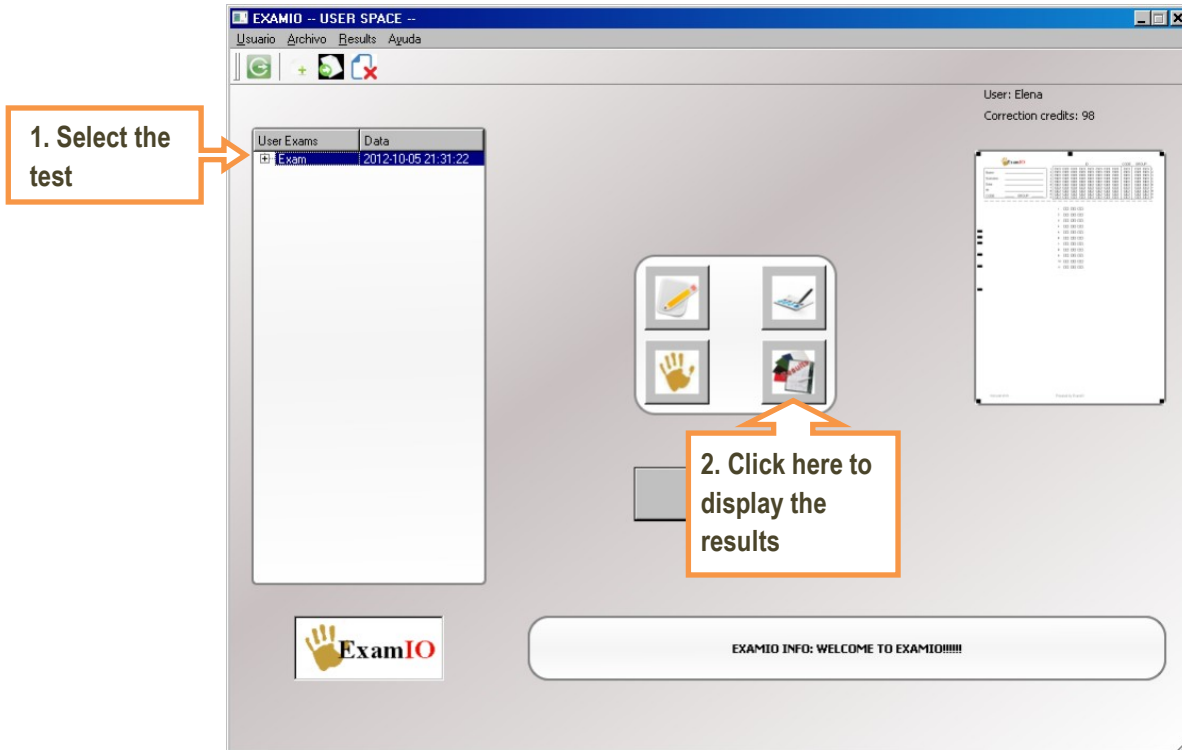 EXAMIO -- USER SPACE --
Usuario Archivo Results Ayuda
User: Elena
Correction credits: 98
1. Select the
test
User Exams Data
Exam 2012-10-05 21:31:22
ExamIO
2. Click here to
display the
results
ExamIO
EXAMIO INFO: WELCOME TO EXAMIO!!!!!!